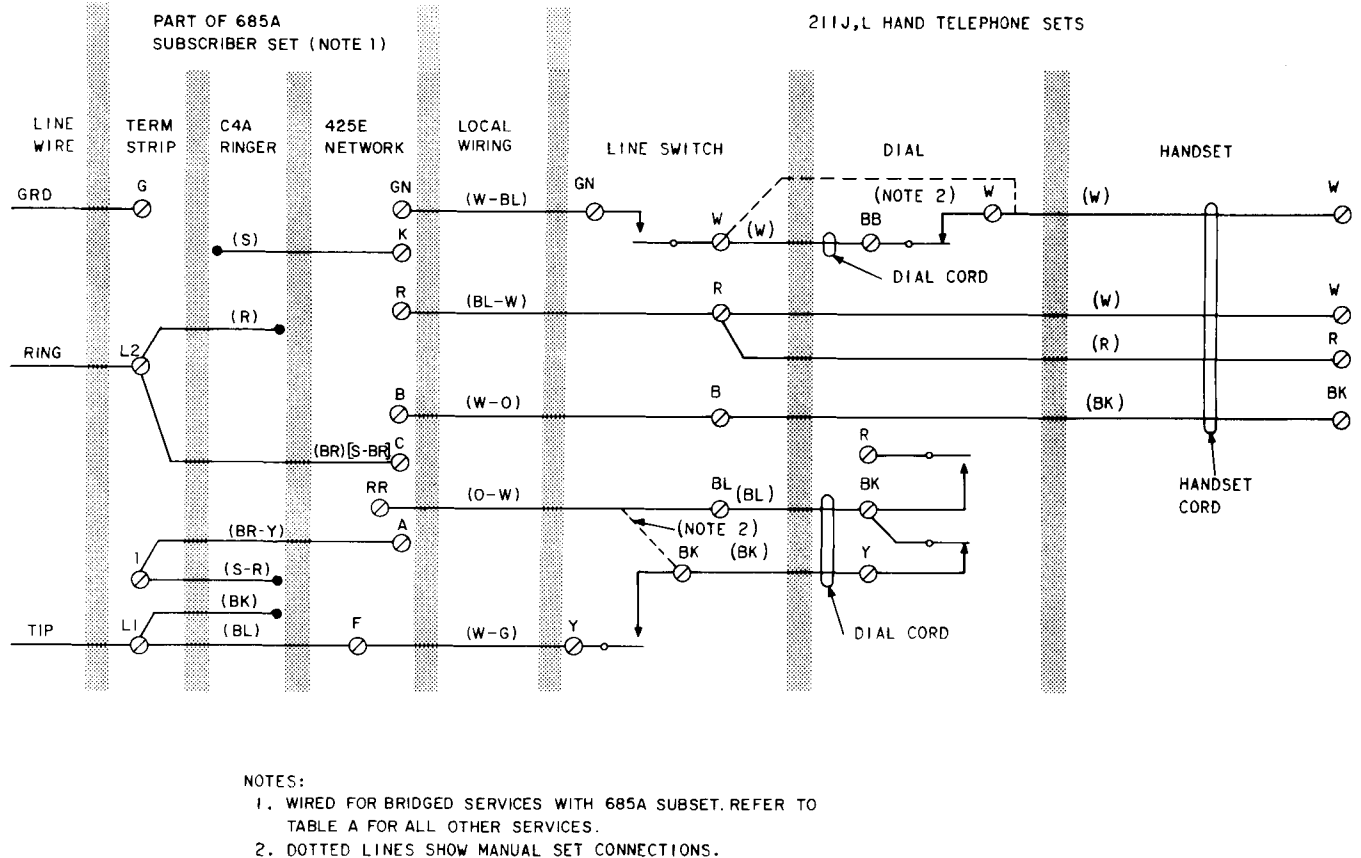 PART OF 685A
SUBSCRIBER SET (NOTE 1)
211J,L HAND TELEPHONE SETS
LINE
WIRE
TERM
STRIP
C4A
RINGER
425E
NETWORK
LOCAL
WIRING
LINE SWITCH
DIAL
HANDSET
GRD
G
GN
(W-BL)
GN
W
(W)
BB
(NOTE 2)
W
(W)
W
DIAL CORD
(S)
K
R
(BL-W)
R
(W)
W
(R)
(R)
R
RING
L2
B
(W-O)
B
(BK)
BK
(BR)[S-BR]
C
R
HANDSET
CORD
RR
(O-W)
BL
(BL)
BK
(NOTE 2)
(BR-Y)
A
1
(S-R)
BK
(BK)
Y
(BK)
TIP
L1
(BL)
F
(W-G)
Y
DIAL CORD
NOTES:
1. WIRED FOR BRIDGED SERVICES WITH 685A SUBSET. REFER TO
TABLE A FOR ALL OTHER SERVICES.
2. DOTTED LINES SHOW MANUAL SET CONNECTIONS.